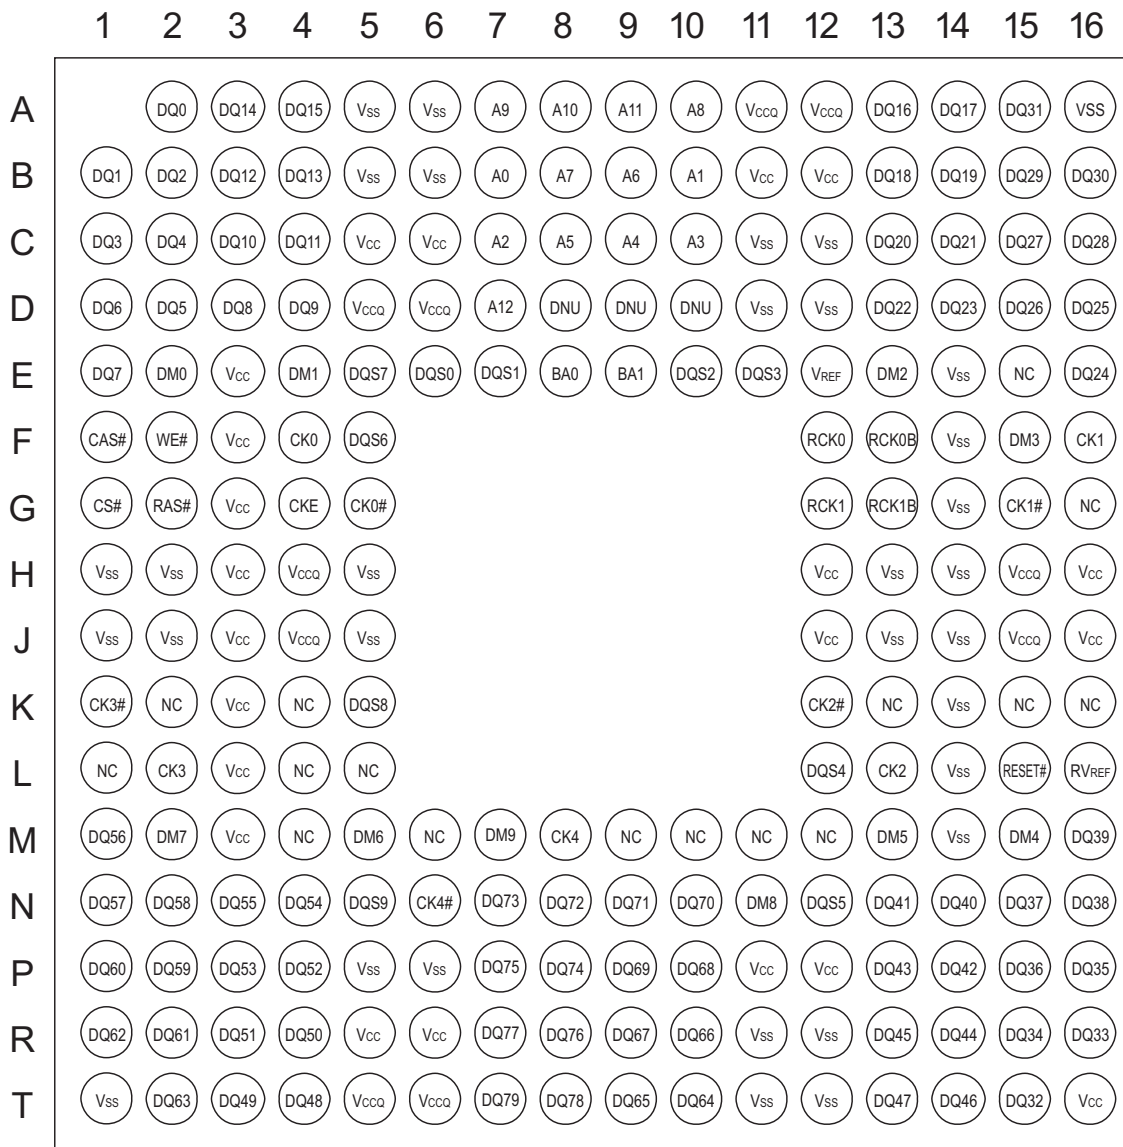 1 2 3 4 5 6 7 8 9 10 11 12 13 14 15 16
A DQ0 DQ14 DQ15 VSS VSS A9 A10 A11 A8 VCCQ VCCQ DQ16 DQ17 DQ31 VSS
B DQ1 DQ2 DQ12 DQ13 VSS VSS A0 A7 A6 A1 VCC VCC DQ18 DQ19 DQ29 DQ30
C DQ3 DQ4 DQ10 DQ11 VCC VCC A2 A5 A4 A3 VSS VSS DQ20 DQ21 DQ27 DQ28
D DQ6 DQ5 DQ8 DQ9 VCCQ VCCQ A12 DNU DNU DNU VSS VSS DQ22 DQ23 DQ26 DQ25
E DQ7 DM0 VCC DM1 DQS7 DQS0 DQS1 BA0 BA1 DQS2 DQS3 VREF DM2 VSS NC DQ24
F CAS# WE# VCC CK0 DQS6 RCK0 RCK0B VSS DM3 CK1
G CS# RAS# VCC CKE CK0# RCK1 RCK1B VSS CK1# NC
H VSS VSS VCC VCCQ VSS VCC VSS VSS VCCQ VCC
J VSS VSS VCC VCCQ VSS VCC VSS VSS VCCQ VCC
K CK3# NC VCC NC DQS8 CK2# NC VSS NC NC
L NC CK3 VCC NC NC DQS4 CK2 VSS RESET# RVREF
M DQ56 DM7 VCC NC DM6 NC DM9 CK4 NC NC NC NC DM5 VSS DM4 DQ39
N DQ57 DQ58 DQ55 DQ54 DQS9 CK4# DQ73 DQ72 DQ71 DQ70 DM8 DQS5 DQ41 DQ40 DQ37 DQ38
P DQ60 DQ59 DQ53 DQ52 VSS VSS DQ75 DQ74 DQ69 DQ68 VCC VCC DQ43 DQ42 DQ36 DQ35
R DQ62 DQ61 DQ51 DQ50 VCC VCC DQ77 DQ76 DQ67 DQ66 VSS VSS DQ45 DQ44 DQ34 DQ33
T VSS DQ63 DQ49 DQ48 VCCQ VCCQ DQ79 DQ78 DQ65 DQ64 VSS VSS DQ47 DQ46 DQ32 VCC